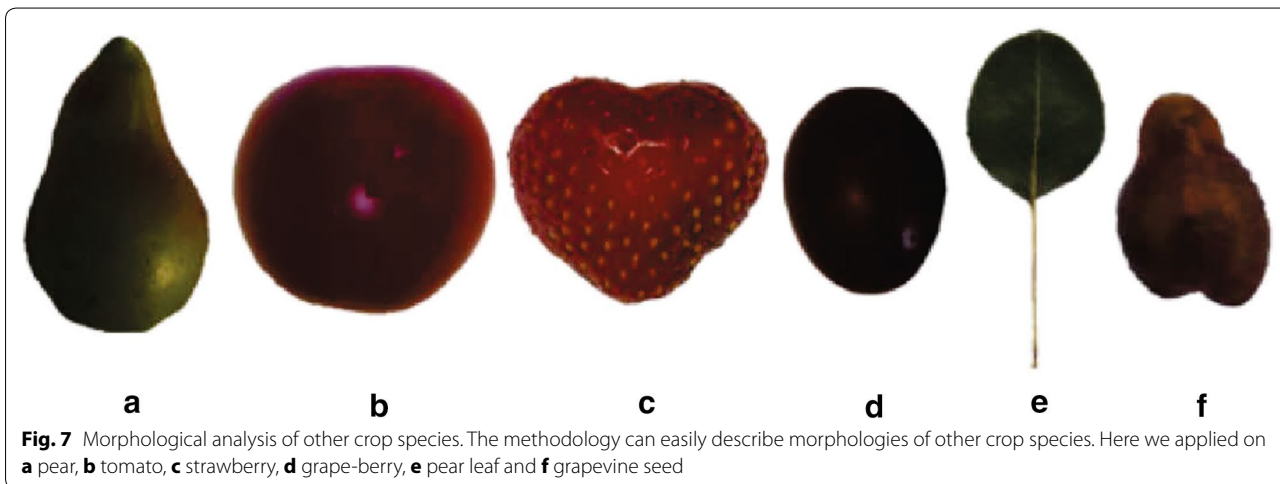 a b c d e f
Fig. 7 Morphological analysis of other crop species. The methodology can easily describe morphologies of other crop species. Here we applied on
a pear, b tomato, c strawberry, d grape-berry, e pear leaf and f grapevine seed